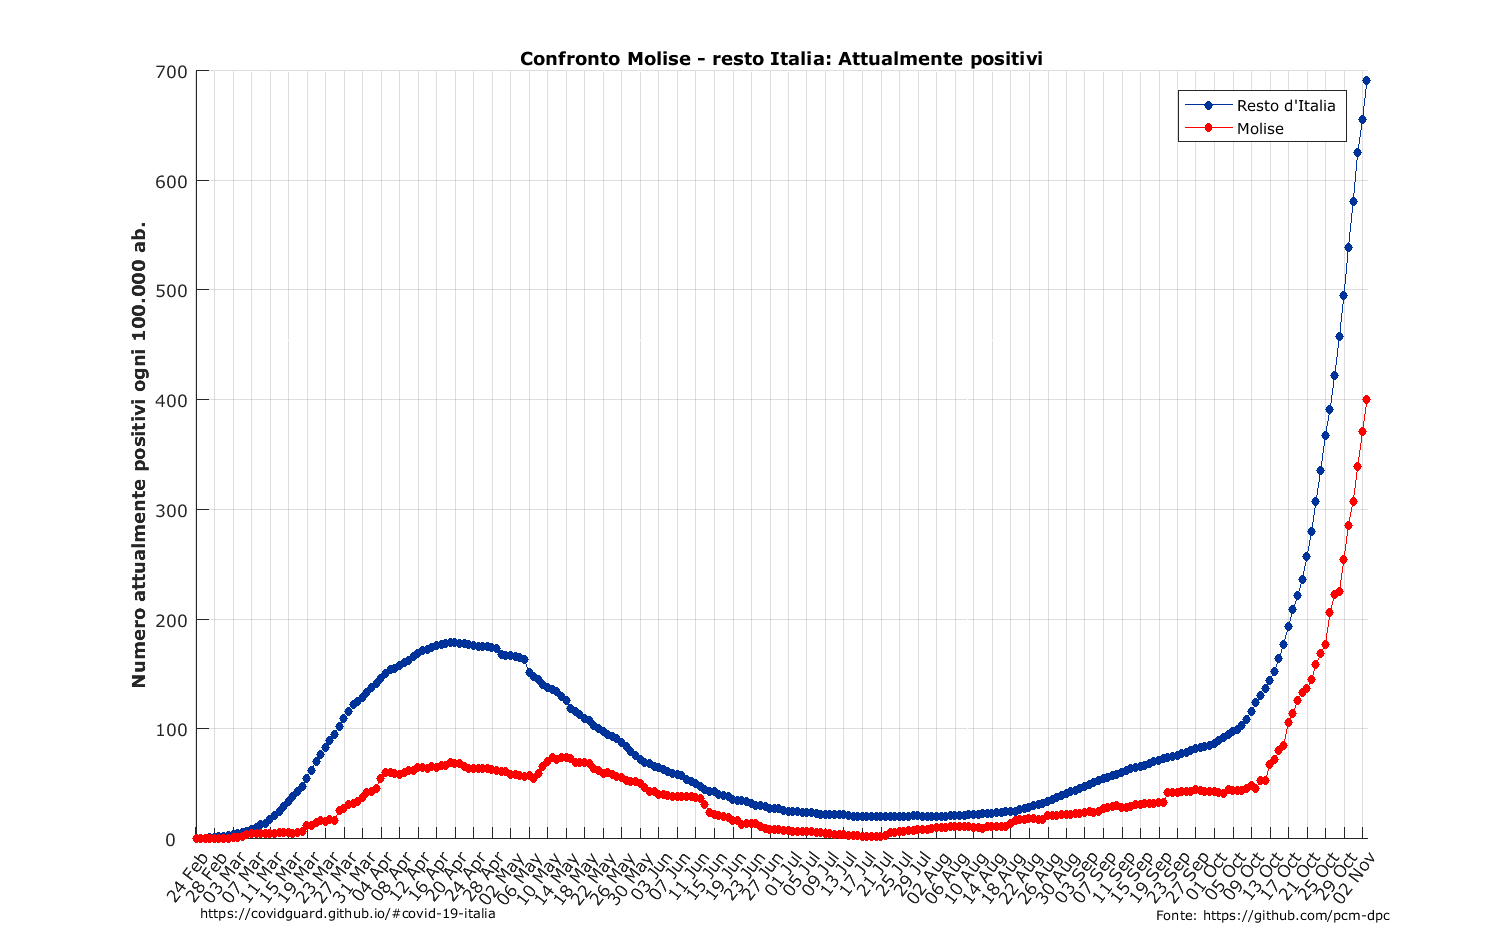 Confronto Molise - resto Italia: Attualmente positivi
Numero attualmente positivi ogni 100.000 ab.
700
600
500
400
300
200
100
0
Resto d'Italia
Molise
24 Feb
28 Feb
03 Mar
07 Mar
11 Mar
15 Mar
19 Mar
23 Mar
27 Mar
31 Mar
04 Apr
08 Apr
12 Apr
16 Apr
20 Apr
24 Apr
28 Apr
02 May
06 May
10 May
14 May
18 May
22 May
26 May
30 May
03 Jun
07 Jun
11 Jun
15 Jun
19 Jun
23 Jun
27 Jun
01 Jul
05 Jul
09 Jul
13 Jul
17 Jul
21 Jul
25 Jul
29 Jul
02 Aug
06 Aug
10 Aug
14 Aug
18 Aug
22 Aug
26 Aug
30 Aug
03 Sep
07 Sep
11 Sep
15 Sep
19 Sep
23 Sep
27 Sep
01 Oct
05 Oct
09 Oct
13 Oct
17 Oct
21 Oct
25 Oct
29 Oct
02 Nov
https://covidguard.github.io/#covid-19-italia
Fonte: https://github.com/pcm-dpc